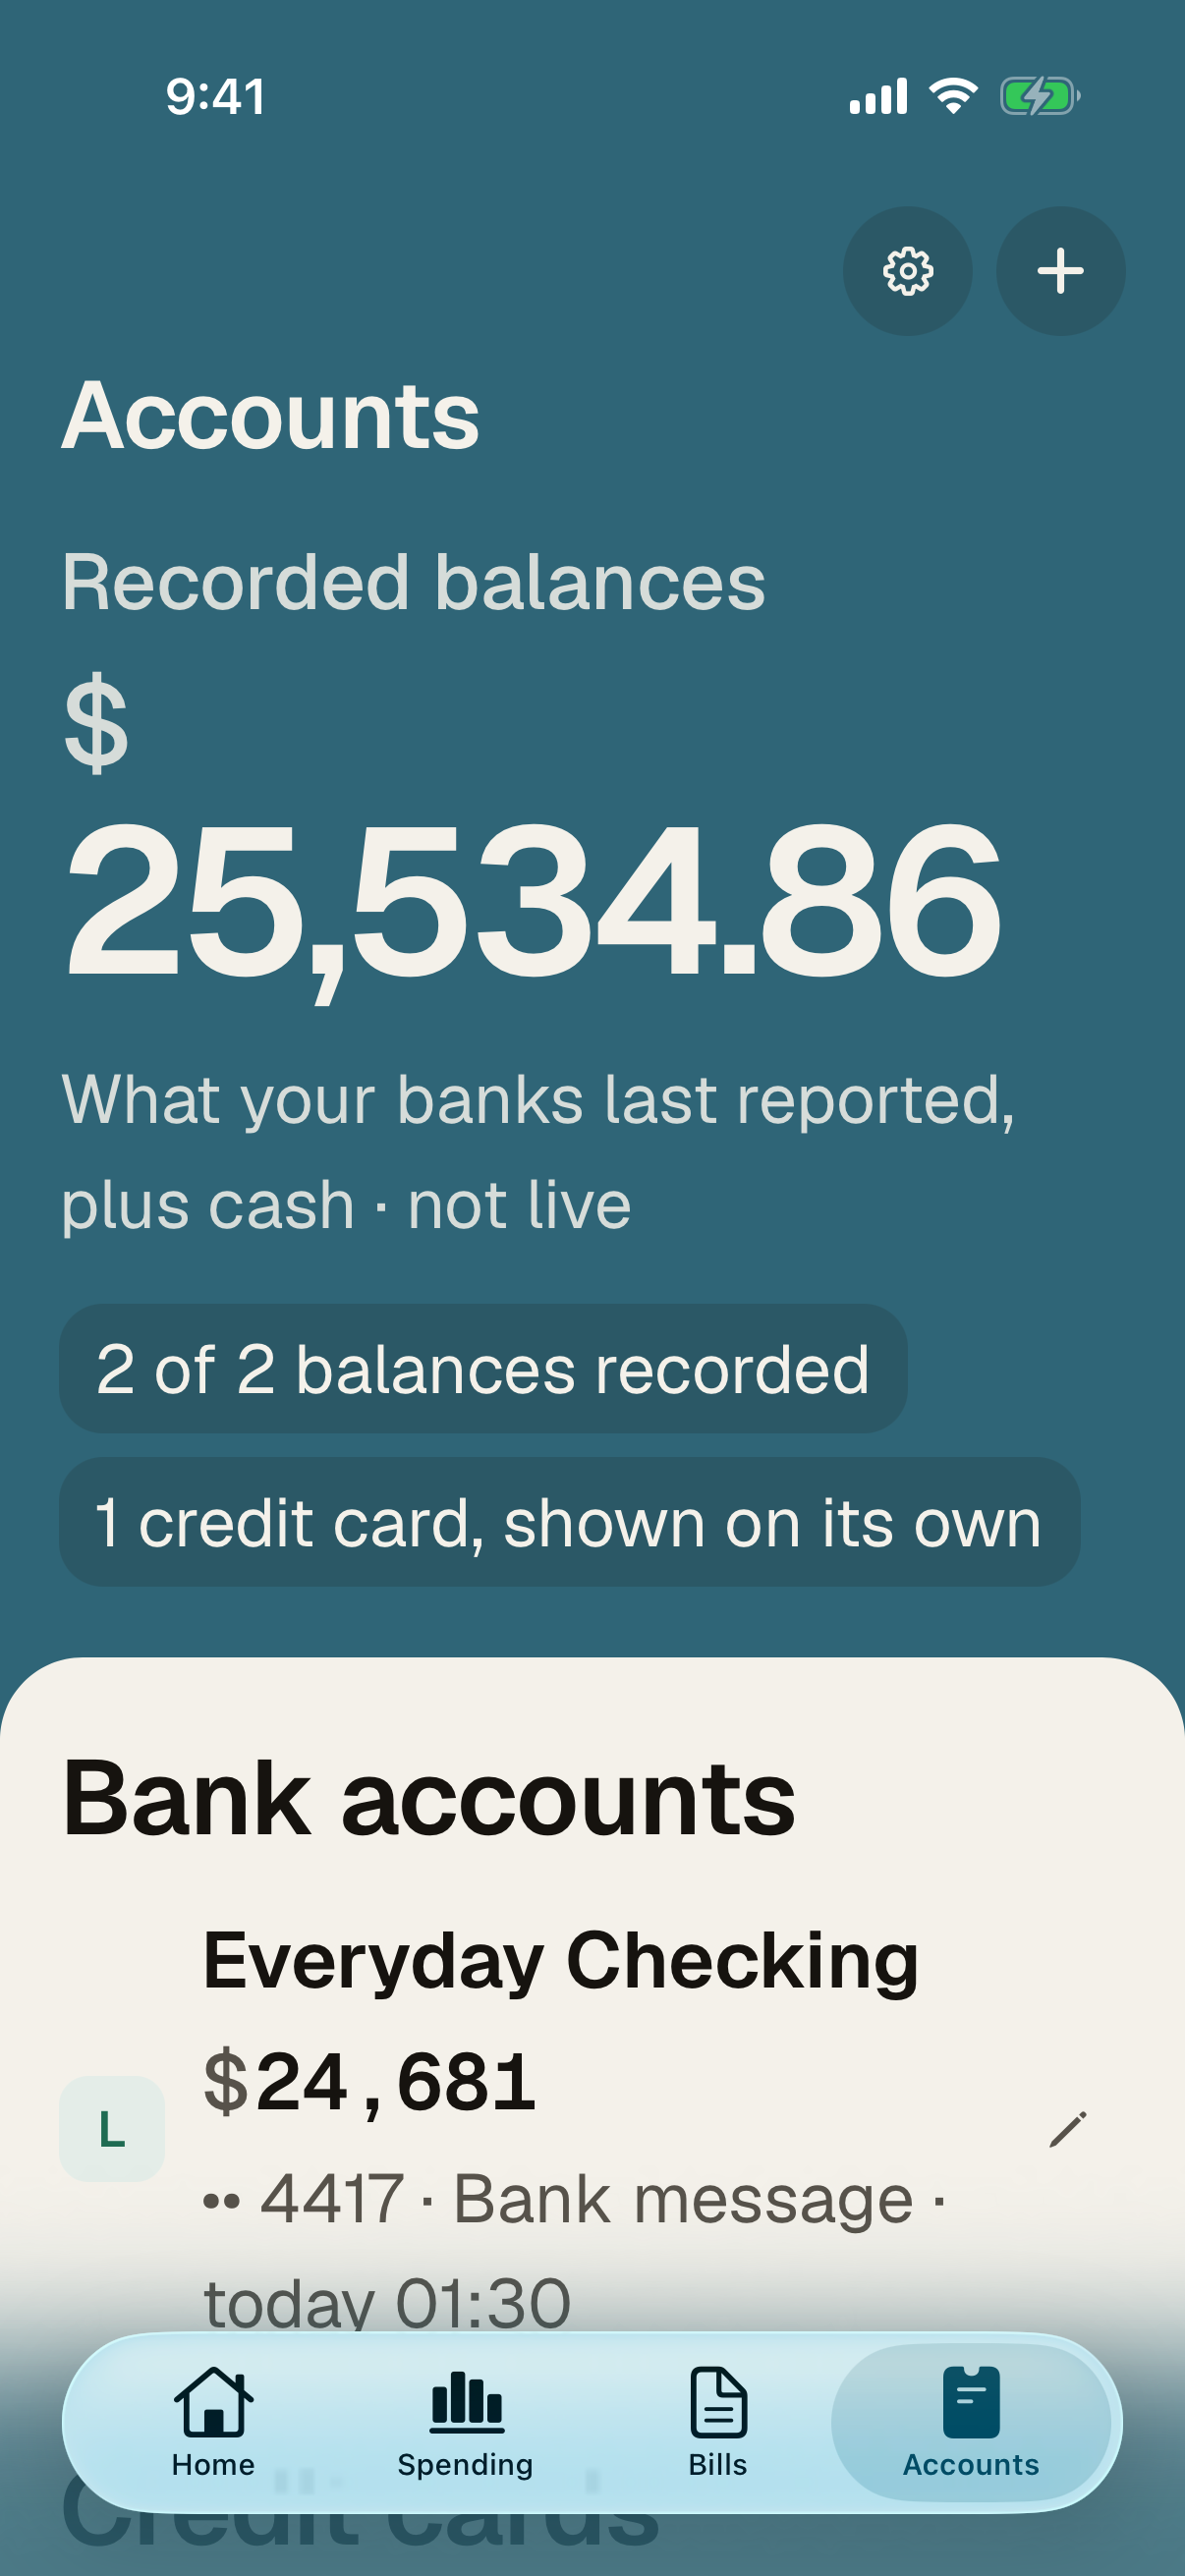 9:41
Accounts
Recorded balances
$
25,534.86
What your banks last reported,
plus cash · not live
2 of 2 balances recorded
1 credit card, shown on its own
Bank accounts
Everyday Checking
$24,681
L
•• 4417 · Bank message ·
today 01:30
Credit cards
Home
Spending
Bills
Accounts